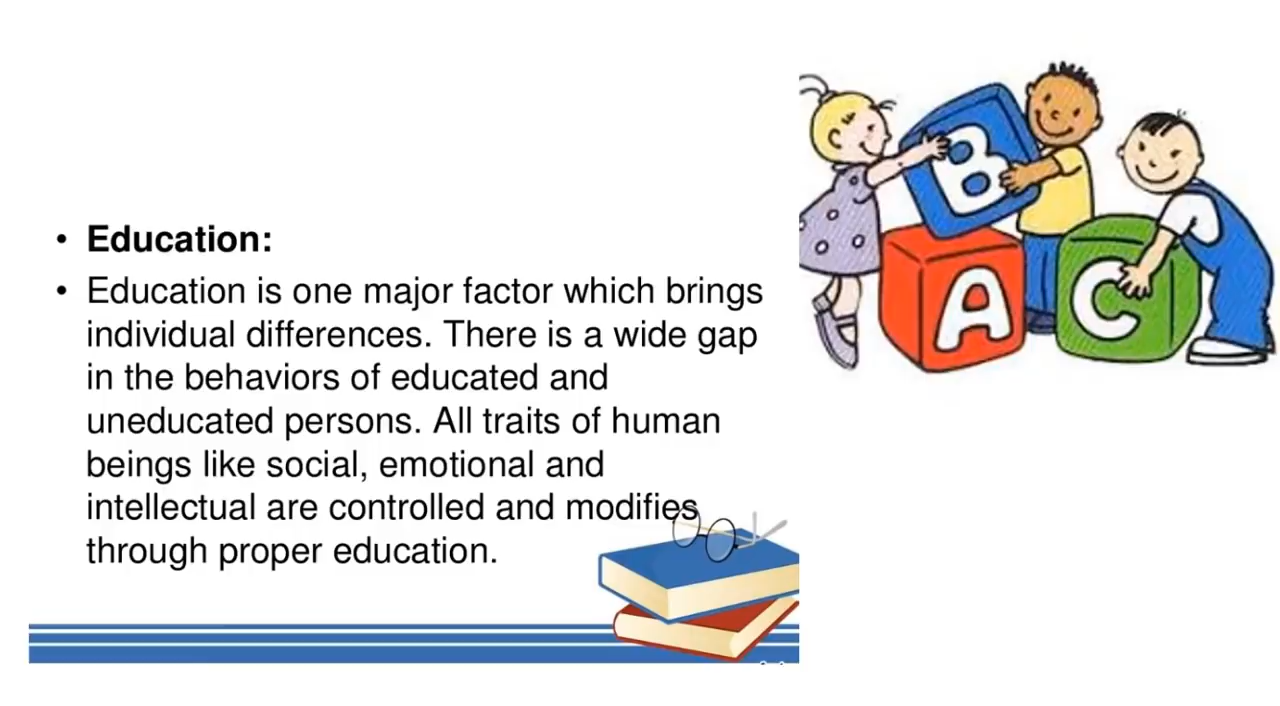 • Education:
• Education is one major factor which brings
individual differences. There is a wide gap
in the behaviors of educated and
uneducated persons. All traits of human
beings like social, emotional and
intellectual are controlled and modifies
through proper education.
B
A
C